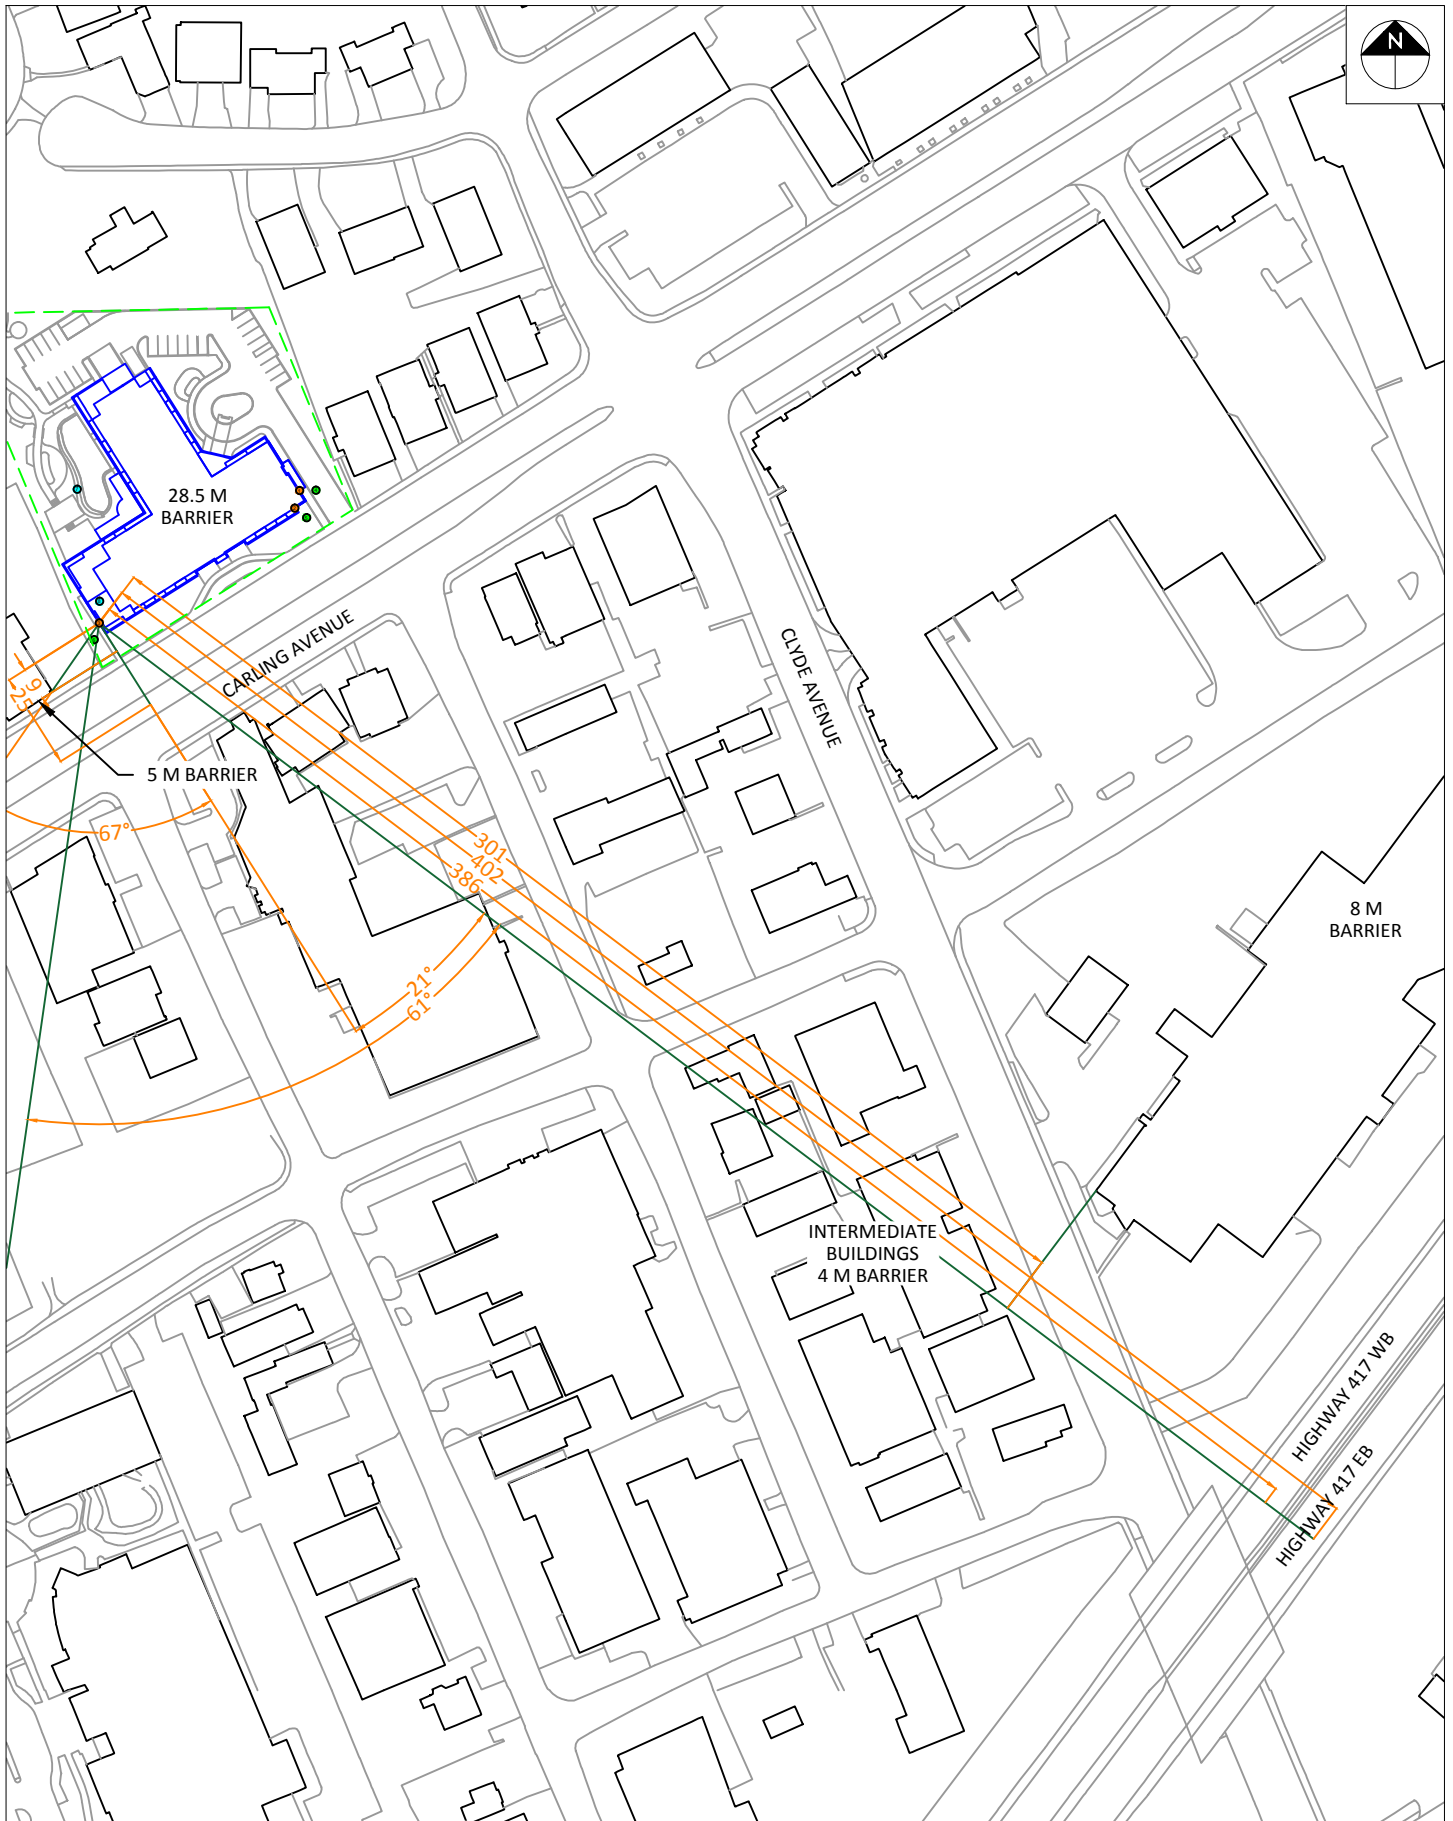 N
28.5 M
BARRIER
CARLING AVENUE
CLYDE AVENUE
9
25
5 M BARRIER
67°
301
402
386
8 M
BARRIER
21°
61°
INTERMEDIATE
BUILDINGS
4 M BARRIER
HIGHWAY 417 WB
HIGHWAY 417 EB